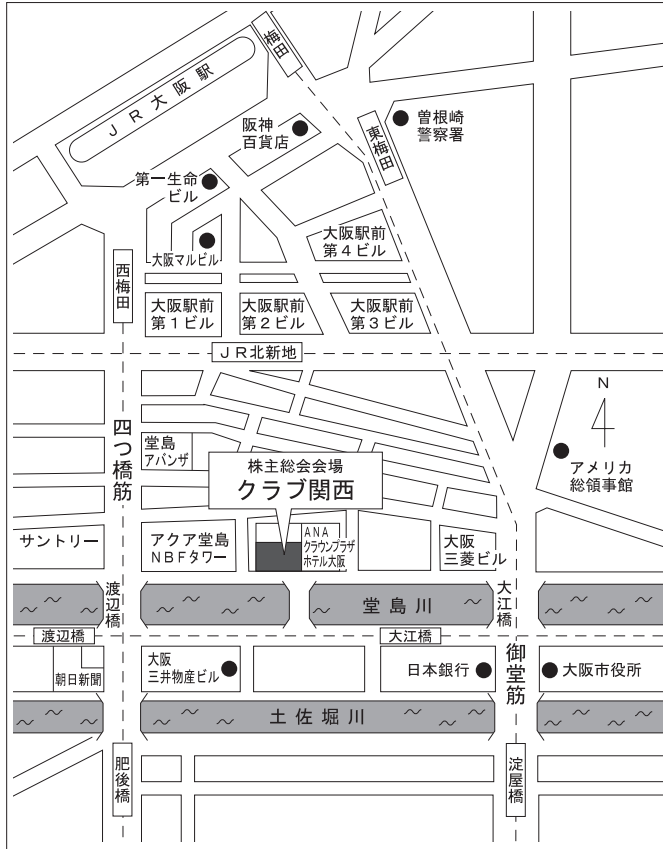 梅田
JR大阪駅
阪神
百貨店
曽根崎
警察署
東梅田
第一生命
ビル
大阪マルビル
大阪駅前
第4ビル
西梅田
大阪駅前
第1ビル
大阪駅前
第2ビル
大阪駅前
第3ビル
JR北新地
N
四つ橋筋
堂島
アバンザ
株主総会会場
クラブ関西
アメリカ
総領事館
サントリー
アクア堂島
NBFタワー
ANA
クラウンプラザ
ホテル大阪
大阪
三菱ビル
渡辺橋
堂島川
大江橋
渡辺橋
大江橋
御堂筋
朝日新聞
大阪
三井物産ビル
日本銀行
大阪市役所
土佐堀川
肥後橋
淀屋橋